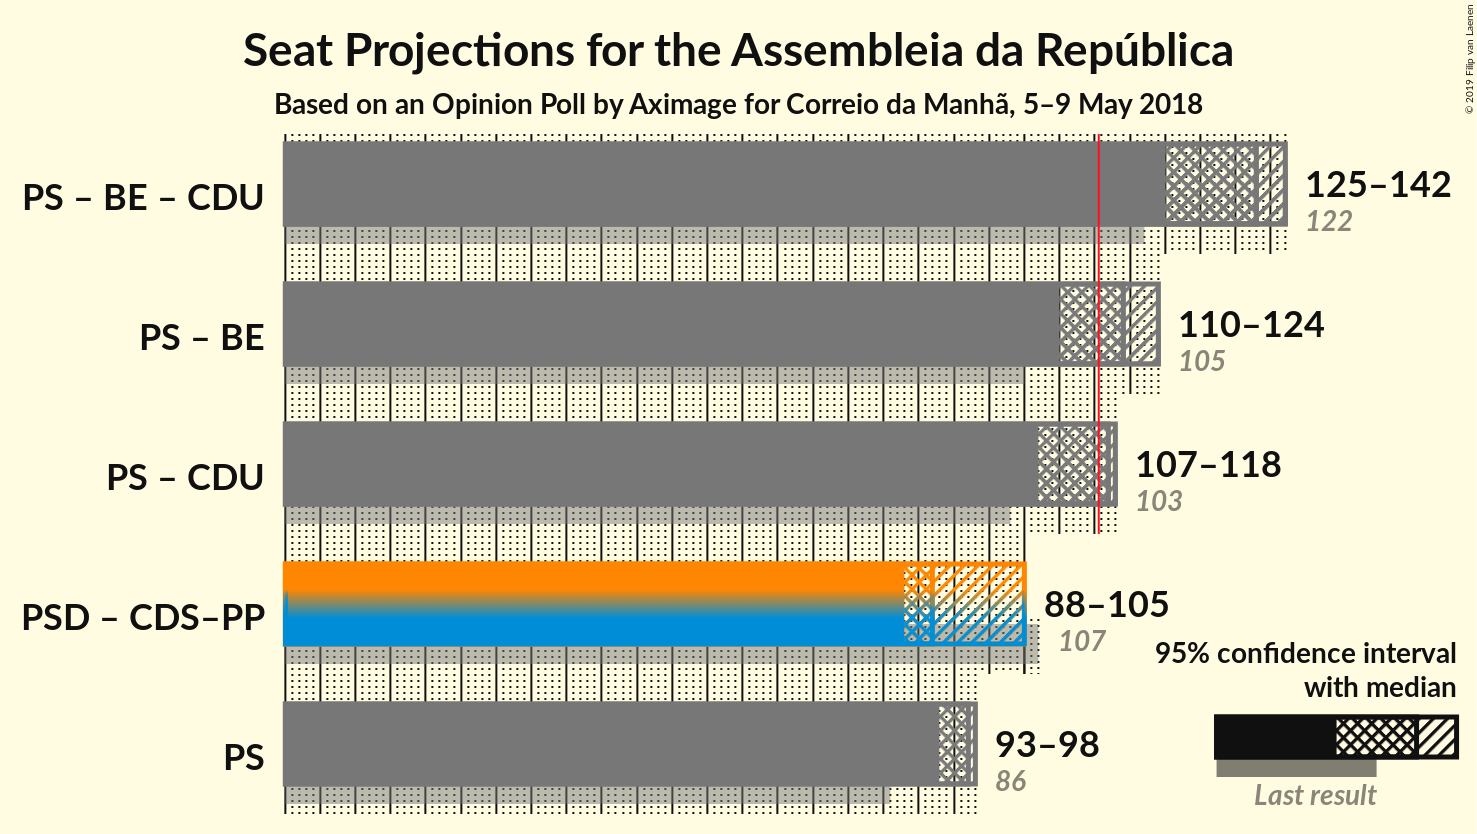 Seat Projections for the Assembleia da República
Based on an Opinion Poll by Aximage for Correio da Manhã, 5–9 May 2018
© 2019 Filip van Laenen
PS – BE – CDU
125–142
122
PS – BE
110–124
105
PS – CDU
107–118
103
PSD – CDS–PP
88–105
107
PS
93–98
86
95% confidence interval
with median
Last result